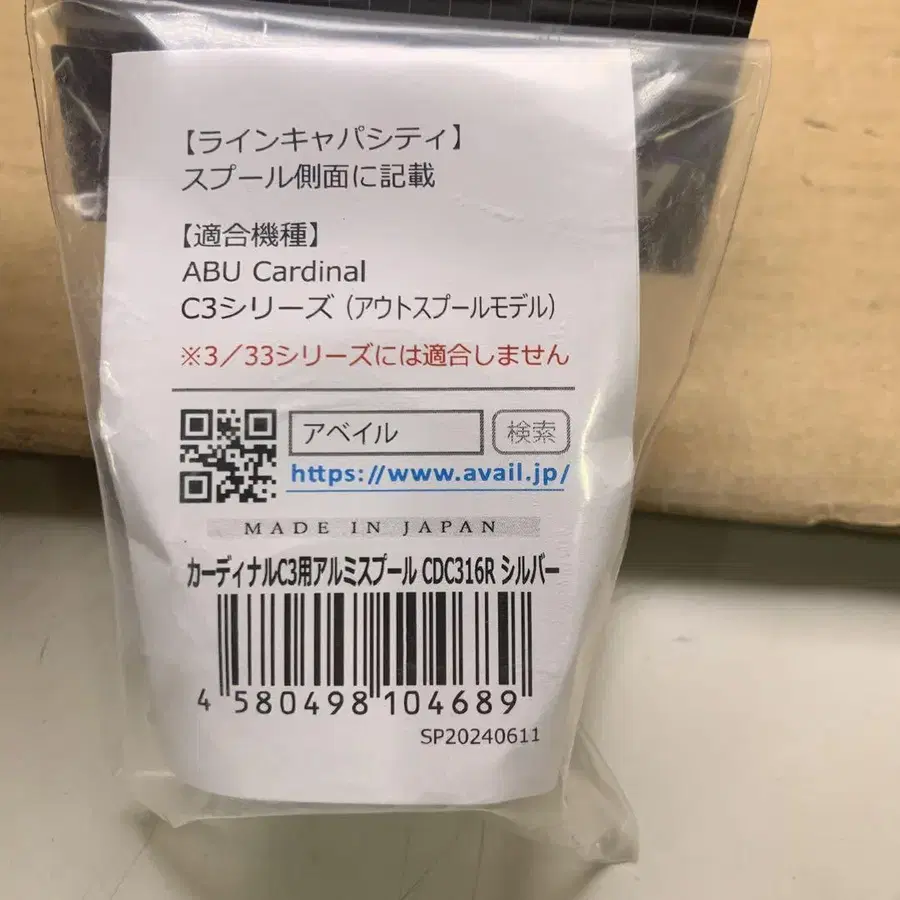 【ラインキャパシティ】
スプール側面に記載
【適合機種】
ABU Cardinal
C3シリーズ（アウトスプールモデル）
※3／33シリーズには適合しません
アベイル 検索
https://www.avail.jp/
MADE IN JAPAN
カーディナルC3用アルミスプール CDC316R シルバー
4 580498 104689
SP20240611